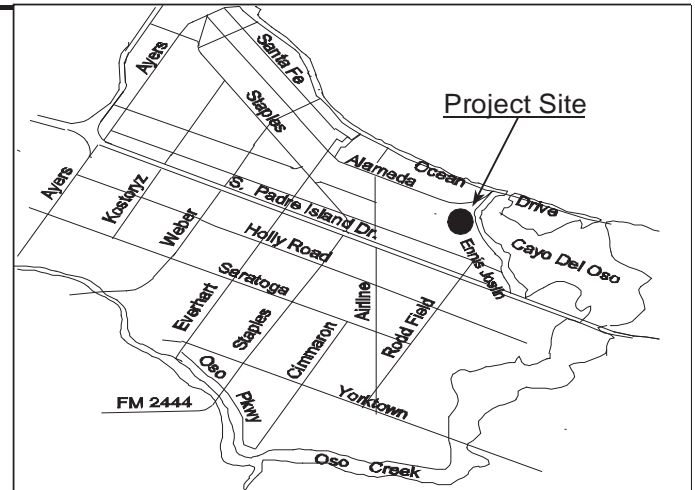 Ayers
Santa Fe
Staples
Project Site
Alameda
Ocean
Drive
Ayers
Kostoryz
Weber
S. Padre Island Dr.
Holly Road
Saratoga
Ennis Joslin
Cayo Del Oso
Everhart
Staples
Cimmaron
Airline
Rodd Field
Oso
Pkwy
FM 2444
Yorktown
Oso Creek